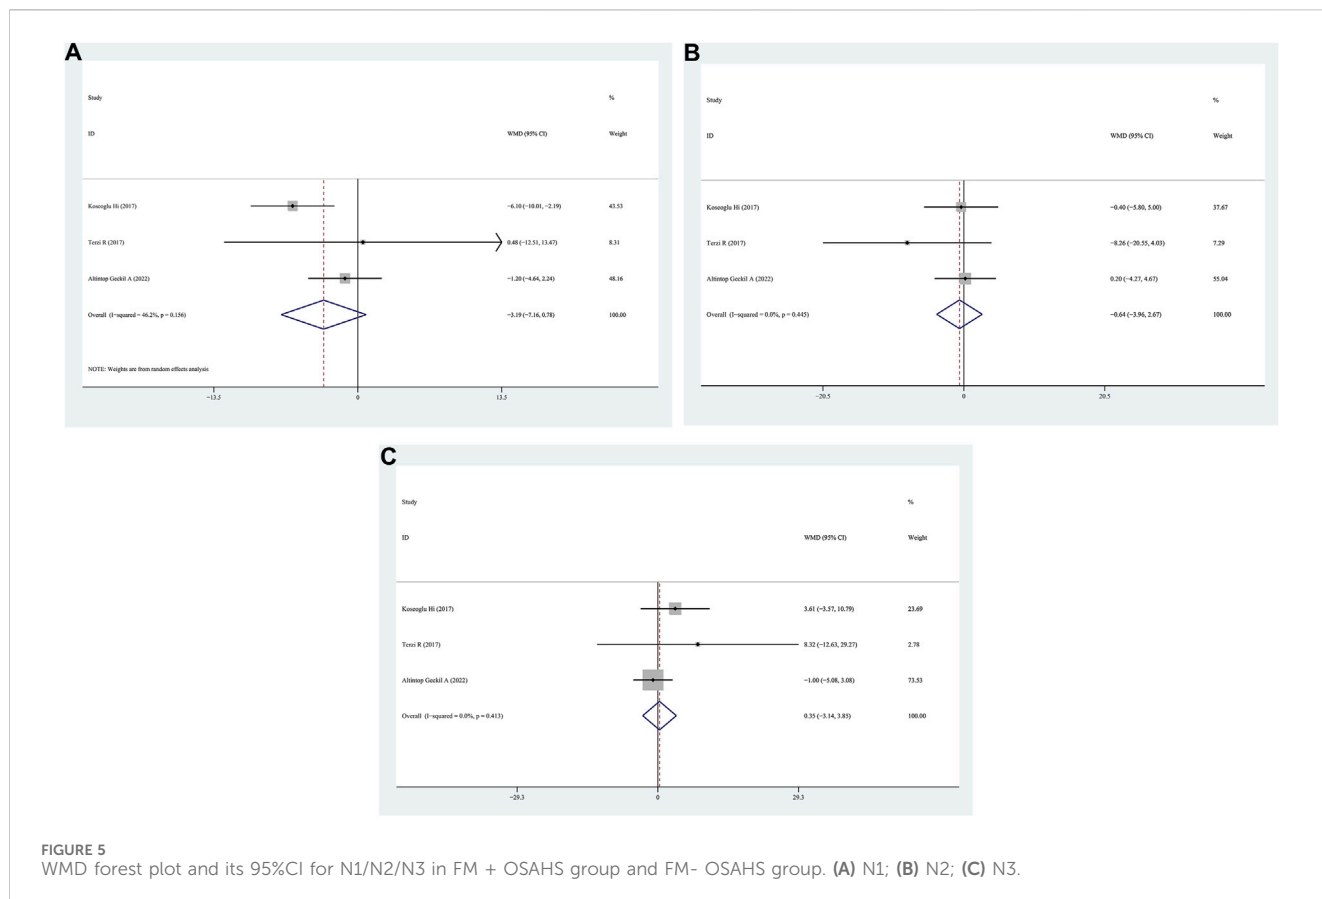 A
Study %
ID WMD (95% CI) Weight
Koseoglu Hi (2017) −6.10 (−10.01, −2.19) 43.53
Terzi R (2017) 0.48 (−12.51, 13.47) 8.31
Altintop Geckil A (2022) −1.20 (−4.64, 2.24) 48.16
Overall (I−squared = 46.2%, p = 0.156) −3.19 (−7.16, 0.78) 100.00
NOTE: Weights are from random effects analysis
−13.5 0 13.5
B
Study %
ID WMD (95% CI) Weight
Koseoglu Hi (2017) −0.40 (−5.80, 5.00) 37.67
Terzi R (2017) −8.26 (−20.55, 4.03) 7.29
Altintop Geckil A (2022) 0.20 (−4.27, 4.67) 55.04
Overall (I−squared = 0.0%, p = 0.445) −0.64 (−3.96, 2.67) 100.00
−20.5 0 20.5
C
Study %
ID WMD (95% CI) Weight
Koseoglu Hi (2017) 3.61 (−3.57, 10.79) 23.69
Terzi R (2017) 8.32 (−12.63, 29.27) 2.78
Altintop Geckil A (2022) −1.00 (−5.08, 3.08) 73.53
Overall (I−squared = 0.0%, p = 0.413) 0.35 (−3.14, 3.85) 100.00
−29.3 0 29.3
FIGURE 5
WMD forest plot and its 95%CI for N1/N2/N3 in FM + OSAHS group and FM- OSAHS group. (A) N1; (B) N2; (C) N3.